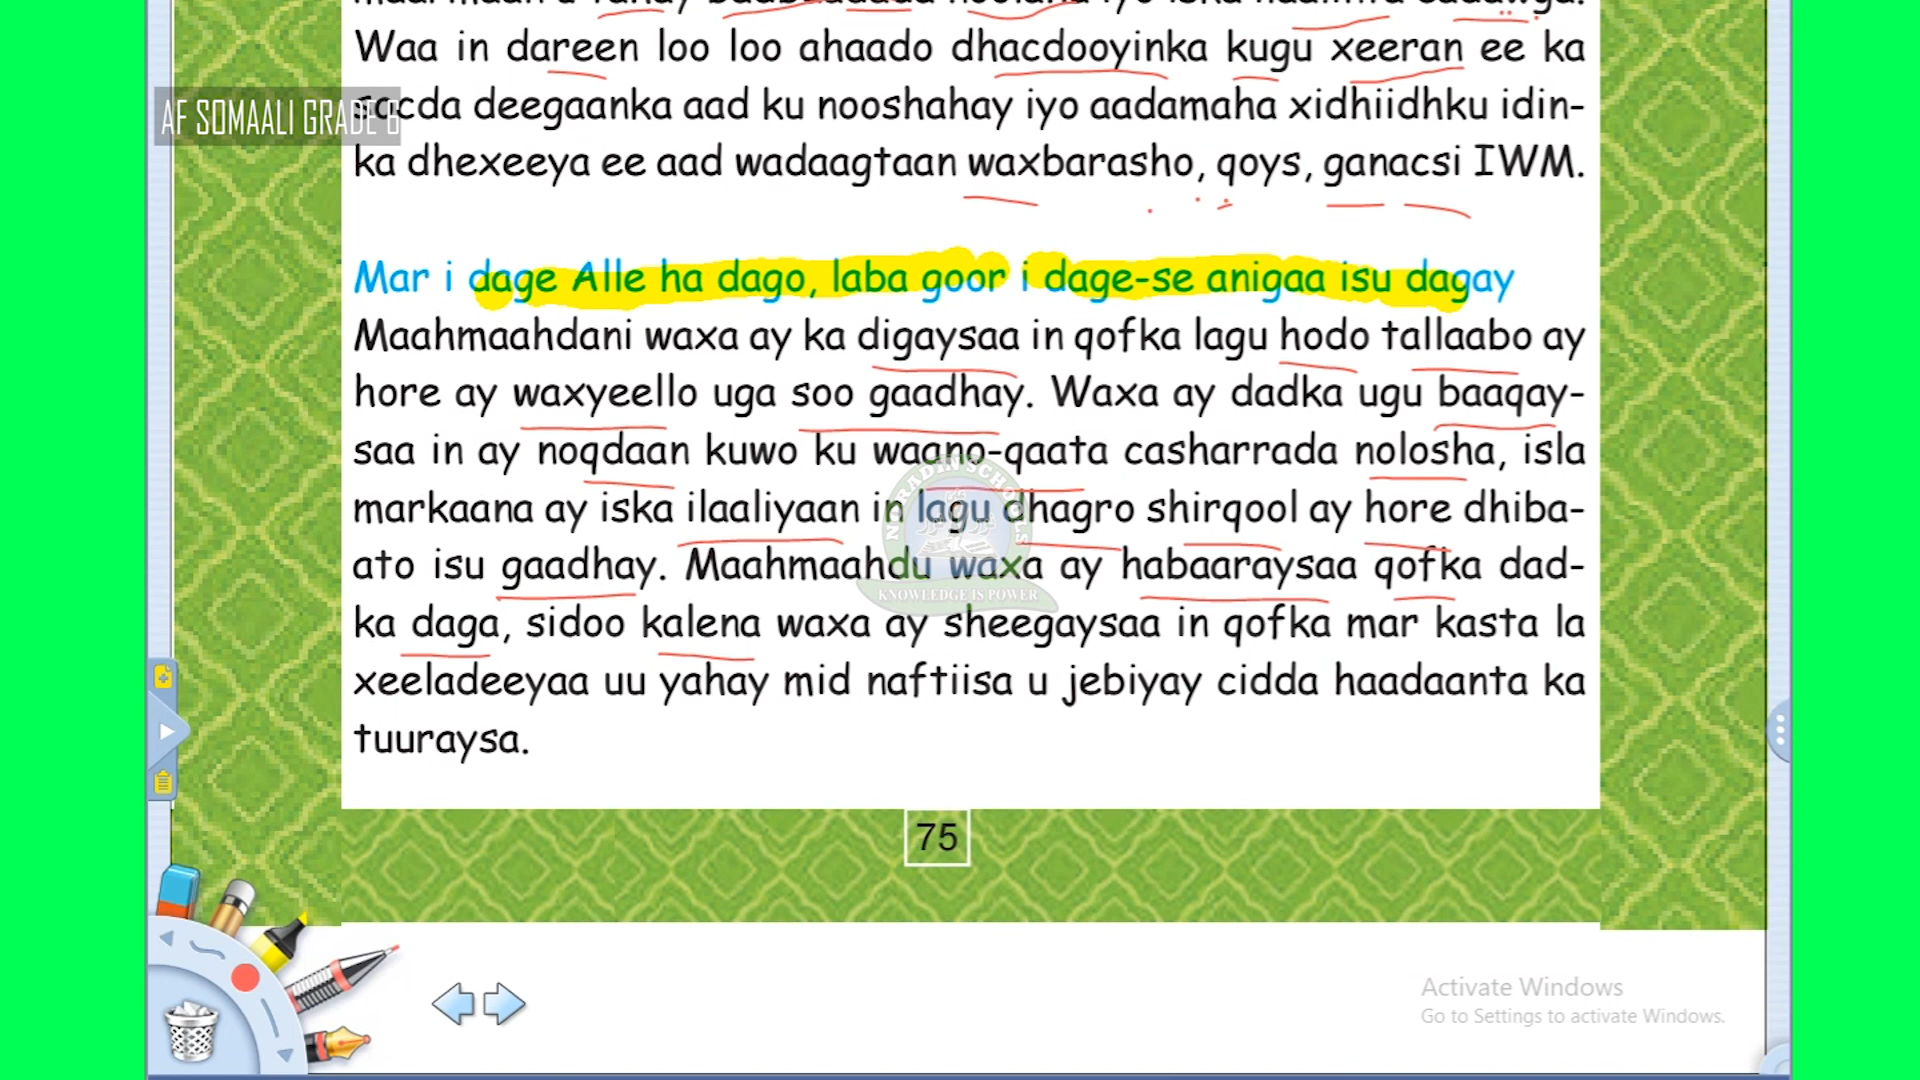 Waa in dareen loo loo ahaado dhacdooyinka kugu xeeran ee ka
sacda deegaanka aad ku nooshahay iyo aadamaha xidhiidhku idin-
AF SOMAALI GRADE 6
ka dhexeeya ee aad wadaagtaan waxbarasho, qoys, ganacsi IWM.
Mar i dage Alle ha dago, laba goor i dage-se anigaa isu dagay
Maahmaahdani waxa ay ka digaysaa in qofka lagu hodo tallaabo ay
hore ay waxyeello uga soo gaadhay. Waxa ay dadka ugu baaqay-
saa in ay noqdaan kuwo ku waano-qaata casharrada nolosha, isla
markaana ay iska ilaaliyaan in lagu dhagro shirqool ay hore dhiba-
ato isu gaadhay. Maahmaahdu waxa ay habaaraysaa qofka dad-
ka daga, sidoo kalena waxa ay sheegaysaa in qofka mar kasta la
xeeladeeyaa uu yahay mid naftiisa u jebiyay cidda haadaanta ka
tuuraysa.
NOORADIN SCHOOLS
KNOWLEDGE IS POWER
75
Activate Windows
Go to Settings to activate Windows.